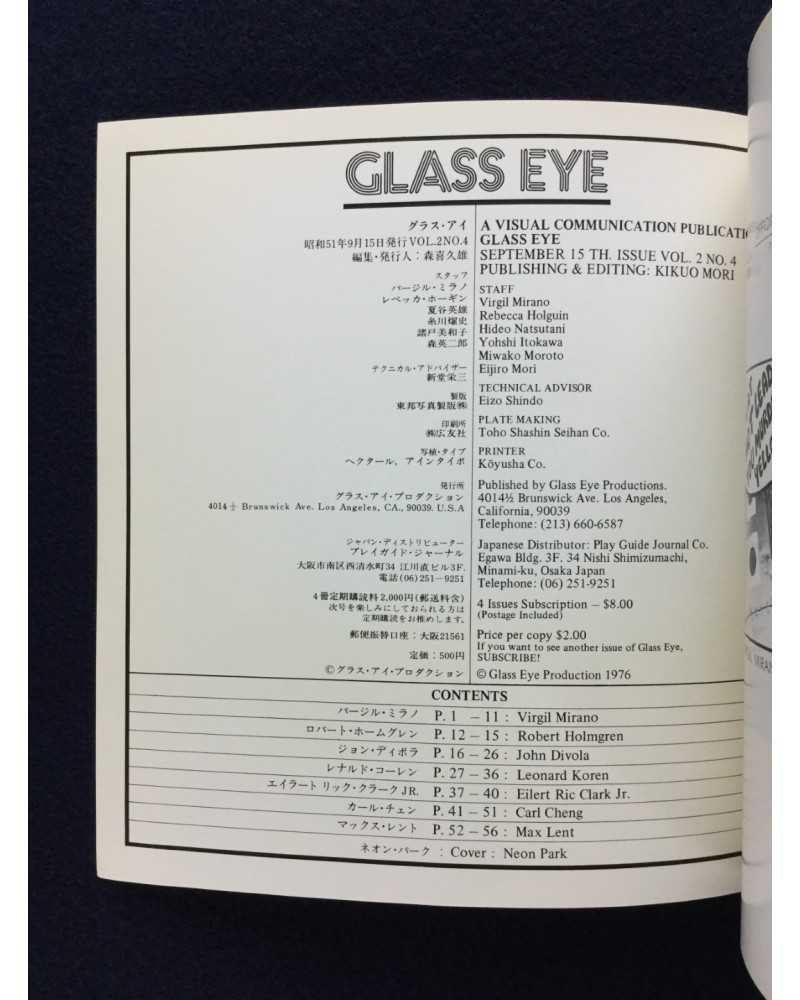 GLASS EYE
グラス・アイ
昭和51年9月15日発行VOL.2NO.4
編集・発行人：森喜久雄
スタッフ
バージル・ミラノ
レベッカ・ホーギン
夏谷英雄
糸川燿史
諸戸美和子
森英二郎
テクニカル・アドバイザー
新堂栄三
製版
東邦写真製版㈱
印刷所
㈱広友社
写植・タイプ
ヘクタール、アインタイポ
発行所
グラス・アイ・プロダクション
4014½ Brunswick Ave. Los Angeles, CA., 90039. U.S.A
ジャパン・ディストリビューター
プレイガイド・ジャーナル
大阪市南区西清水町34 江川直ビル3F.
電話(06)251−9251
4冊定期購読料2,000円(郵送料含)
次号を楽しみにしておられる方は
定期購読をお推めします。
郵便振替口座：大阪21561
定価：500円
©グラス・アイ・プロダクション
A VISUAL COMMUNICATION PUBLICATIO
GLASS EYE
SEPTEMBER 15 TH. ISSUE VOL. 2 NO. 4
PUBLISHING & EDITING: KIKUO MORI
STAFF
Virgil Mirano
Rebecca Holguin
Hideo Natsutani
Yohshi Itokawa
Miwako Moroto
Eijiro Mori
TECHNICAL ADVISOR
Eizo Shindo
PLATE MAKING
Toho Shashin Seihan Co.
PRINTER
Kōyusha Co.
Published by Glass Eye Productions.
4014½ Brunswick Ave. Los Angeles,
California, 90039
Telephone: (213) 660-6587
Japanese Distributor: Play Guide Journal Co.
Egawa Bldg. 3F. 34 Nishi Shimizumachi,
Minami-ku, Osaka Japan
Telephone: (06) 251-9251
4 Issues Subscription – $8.00
(Postage Included)
Price per copy $2.00
If you want to see another issue of Glass Eye,
SUBSCRIBE!
© Glass Eye Production 1976
CONTENTS
バージル・ミラノ P. 1 – 11 : Virgil Mirano
ロバート・ホームグレン P. 12 – 15 : Robert Holmgren
ジョン・ディボラ P. 16 – 26 : John Divola
レナルド・コーレン P. 27 – 36 : Leonard Koren
エイラート リック・クラークJR. P. 37 – 40 : Eilert Ric Clark Jr.
カール・チェン P. 41 – 51 : Carl Cheng
マックス・レント P. 52 – 56 : Max Lent
ネオン・パーク : Cover : Neon Park